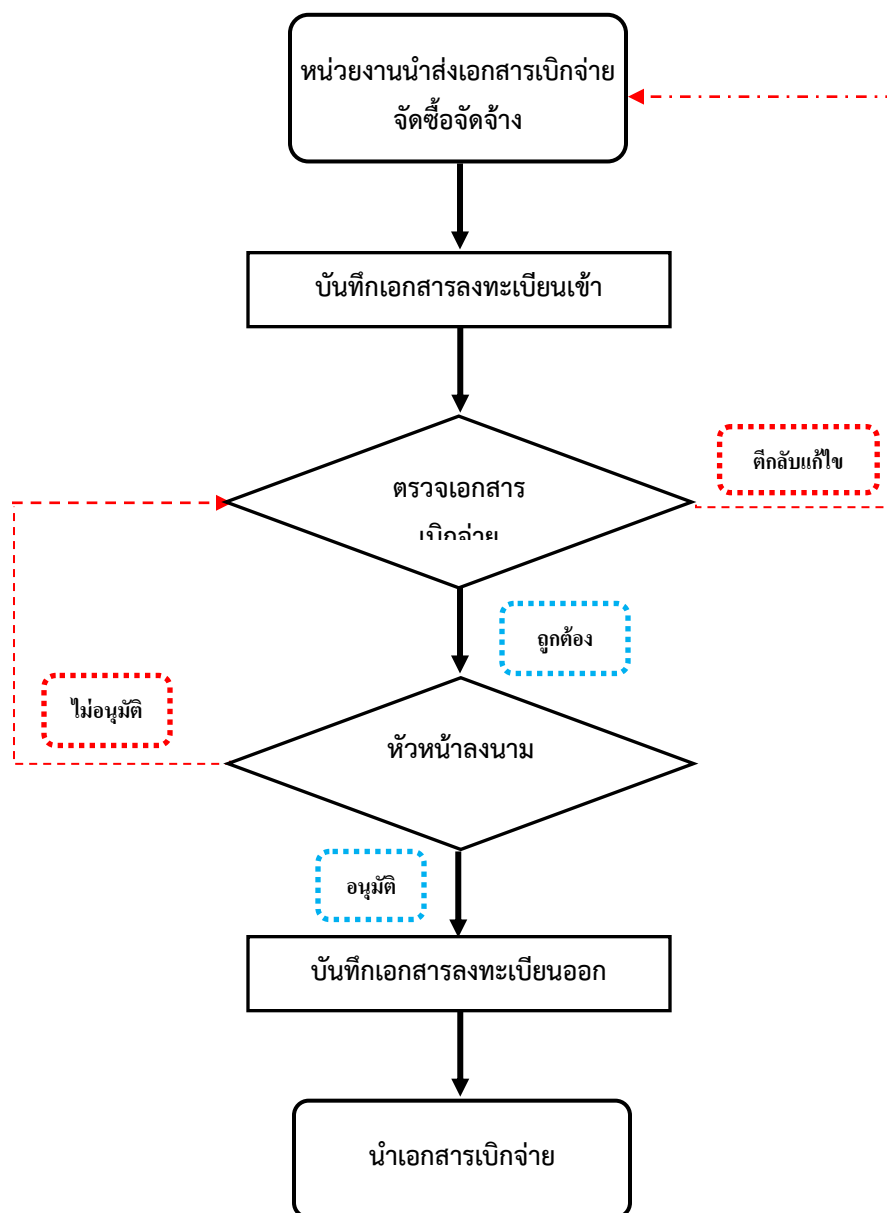 หน่วยงานนำส่งเอกสารเบิกจ่าย
จัดซื้อจัดจ้าง
บันทึกเอกสารลงทะเบียนเข้า
ตีกลับแก้ไข
ตรวจเอกสาร
เบิกจ่าย
ถูกต้อง
ไม่อนุมัติ
หัวหน้าลงนาม
อนุมัติ
บันทึกเอกสารลงทะเบียนออก
นำเอกสารเบิกจ่าย